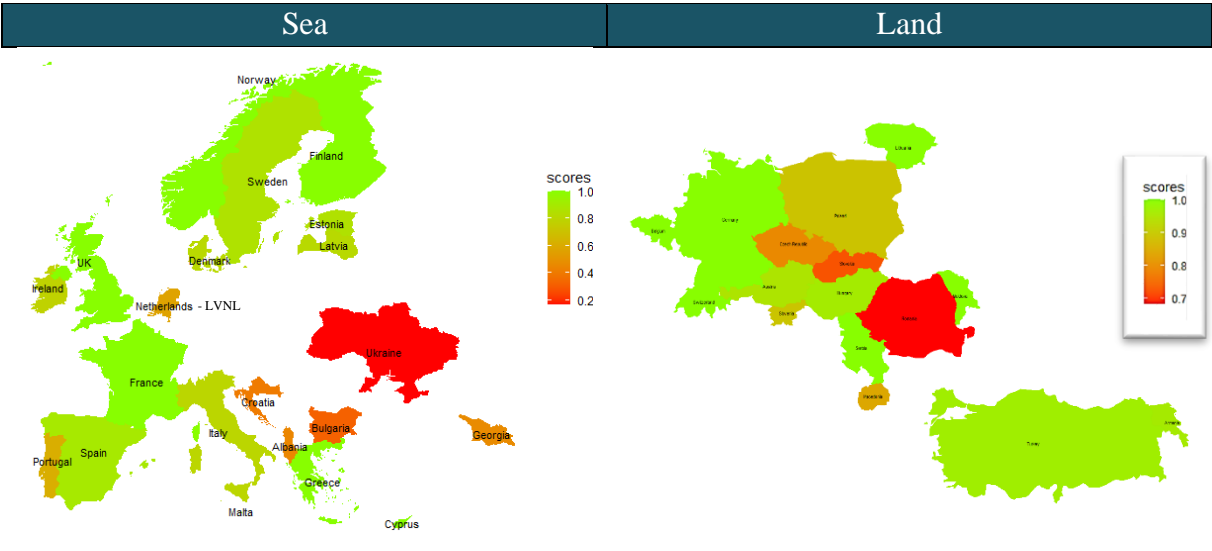 Sea
Land
Norway
Finland
Sweden
Estonia
Latvia
Denmark
UK
Ireland
Netherlands - LVNL
Ukraine
France
Croatia
Bulgaria
Georgia
Italy
Albania
Spain
Portugal
Greece
Malta
Cyprus
scores
1.0
0.8
0.6
0.4
0.2
Lithuania
Poland
Germany
Belgium
Czech Republic
Slovakia
Austria
Hungary
Switzerland
Slovenia
Moldova
Romania
Serbia
Macedonia
Turkey
Armenia
scores
1.0
0.9
0.8
0.7